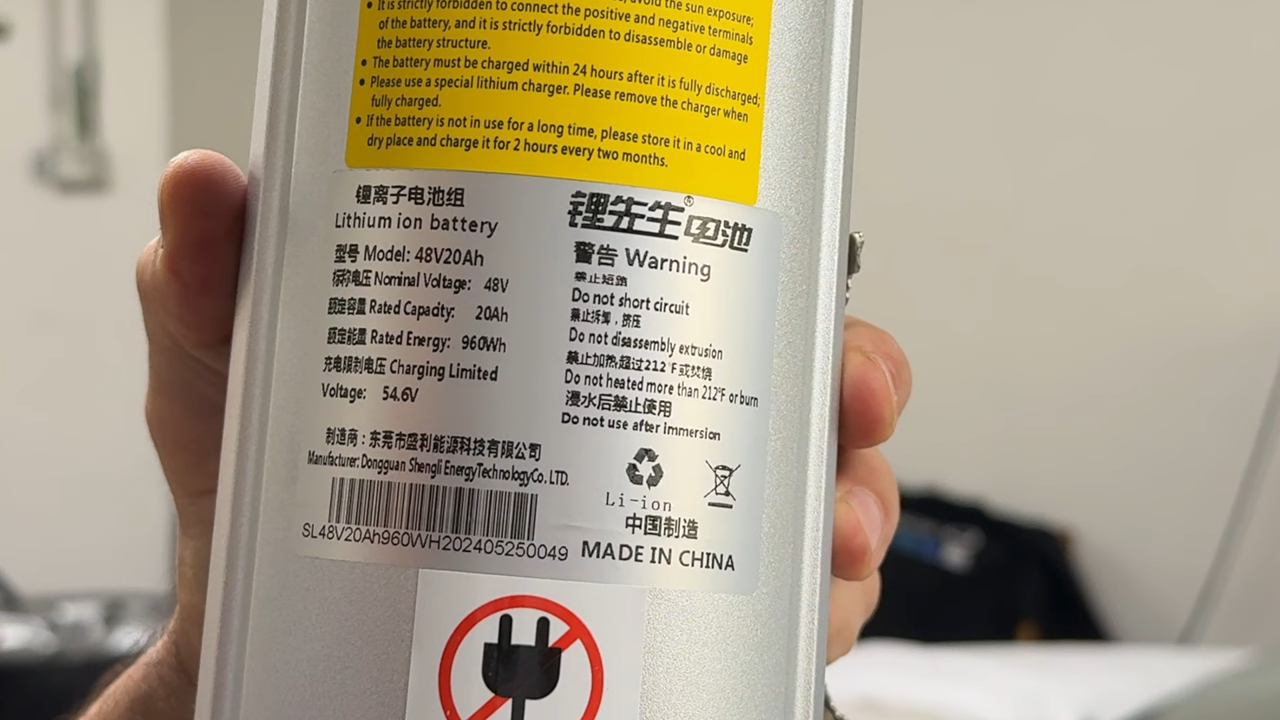 avoid the sun exposure;
• It is strictly forbidden to connect the positive and negative terminals
of the battery, and it is strictly forbidden to disassemble or damage
the battery structure.
• The battery must be charged within 24 hours after it is fully discharged;
• Please use a special lithium charger. Please remove the charger when
fully charged.
• If the battery is not in use for a long time, please store it in a cool and
dry place and charge it for 2 hours every two months.
锂离子电池组
Lithium ion battery
型号 Model: 48V20Ah
标称电压 Nominal Voltage: 48V
额定容量 Rated Capacity: 20Ah
额定能量 Rated Energy: 960Wh
充电限制电压 Charging Limited
Voltage: 54.6V
制造商：东莞市盛利能源科技有限公司
Manufacturer: Dongguan Shengli EnergyTechnologyCo. LTD.
SL48V20Ah960WH202405250049
锂先生电池®
警告 Warning
禁止短路
Do not short circuit
禁止拆卸，挤压
Do not disassembly extrusion
禁止加热超过212°F或焚烧
Do not heated more than 212°F or burn
浸水后禁止使用
Do not use after immersion
Li-ion
中国制造
MADE IN CHINA